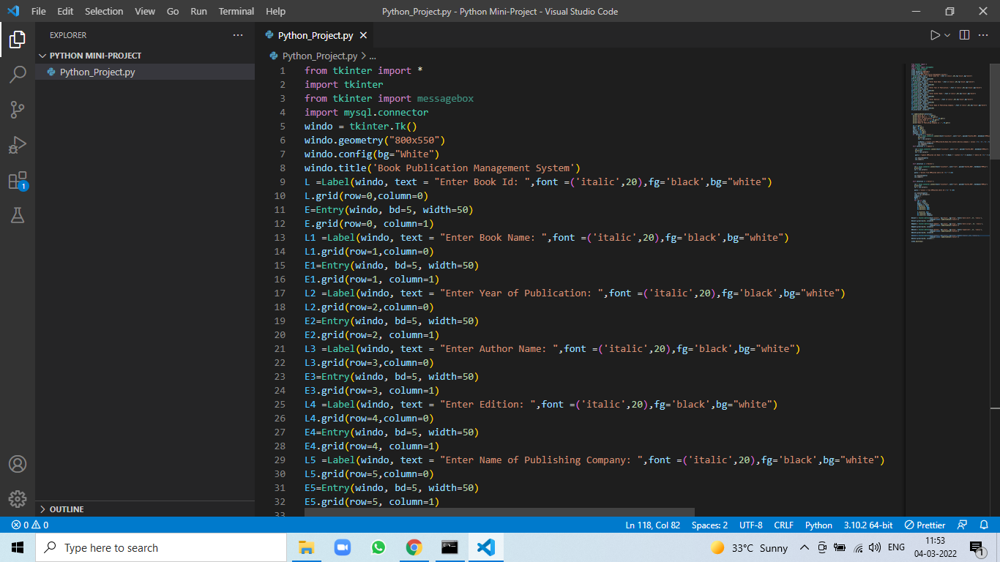 File Edit Selection View Go Run Terminal Help Python_Project.py - Python Mini-Project - Visual Studio Code
EXPLORER
PYTHON MINI-PROJECT
Python_Project.py
OUTLINE
Python_Project.py
Python_Project.py > ...
1 from tkinter import *
2 import tkinter
3 from tkinter import messagebox
4 import mysql.connector
5 windo = tkinter.Tk()
6 windo.geometry("800x550")
7 windo.config(bg="White")
8 windo.title('Book Publication Management System')
9 L =Label(windo, text = "Enter Book Id: ",font =('italic',20),fg='black',bg="white")
10 L.grid(row=0,column=0)
11 E=Entry(windo, bd=5, width=50)
12 E.grid(row=0, column=1)
13 L1 =Label(windo, text = "Enter Book Name: ",font =('italic',20),fg='black',bg="white")
14 L1.grid(row=1,column=0)
15 E1=Entry(windo, bd=5, width=50)
16 E1.grid(row=1, column=1)
17 L2 =Label(windo, text = "Enter Year of Publication: ",font =('italic',20),fg='black',bg="white")
18 L2.grid(row=2,column=0)
19 E2=Entry(windo, bd=5, width=50)
20 E2.grid(row=2, column=1)
21 L3 =Label(windo, text = "Enter Author Name: ",font =('italic',20),fg='black',bg="white")
22 L3.grid(row=3,column=0)
23 E3=Entry(windo, bd=5, width=50)
24 E3.grid(row=3, column=1)
25 L4 =Label(windo, text = "Enter Edition: ",font =('italic',20),fg='black',bg="white")
26 L4.grid(row=4,column=0)
27 E4=Entry(windo, bd=5, width=50)
28 E4.grid(row=4, column=1)
29 L5 =Label(windo, text = "Enter Name of Publishing Company: ",font =('italic',20),fg='black',bg="white")
30 L5.grid(row=5,column=0)
31 E5=Entry(windo, bd=5, width=50)
32 E5.grid(row=5, column=1)
33
1
0 0 Ln 118, Col 82 Spaces: 2 UTF-8 CRLF Python 3.10.2 64-bit Prettier
Type here to search
33°C Sunny ENG 11:53
04-03-2022
1